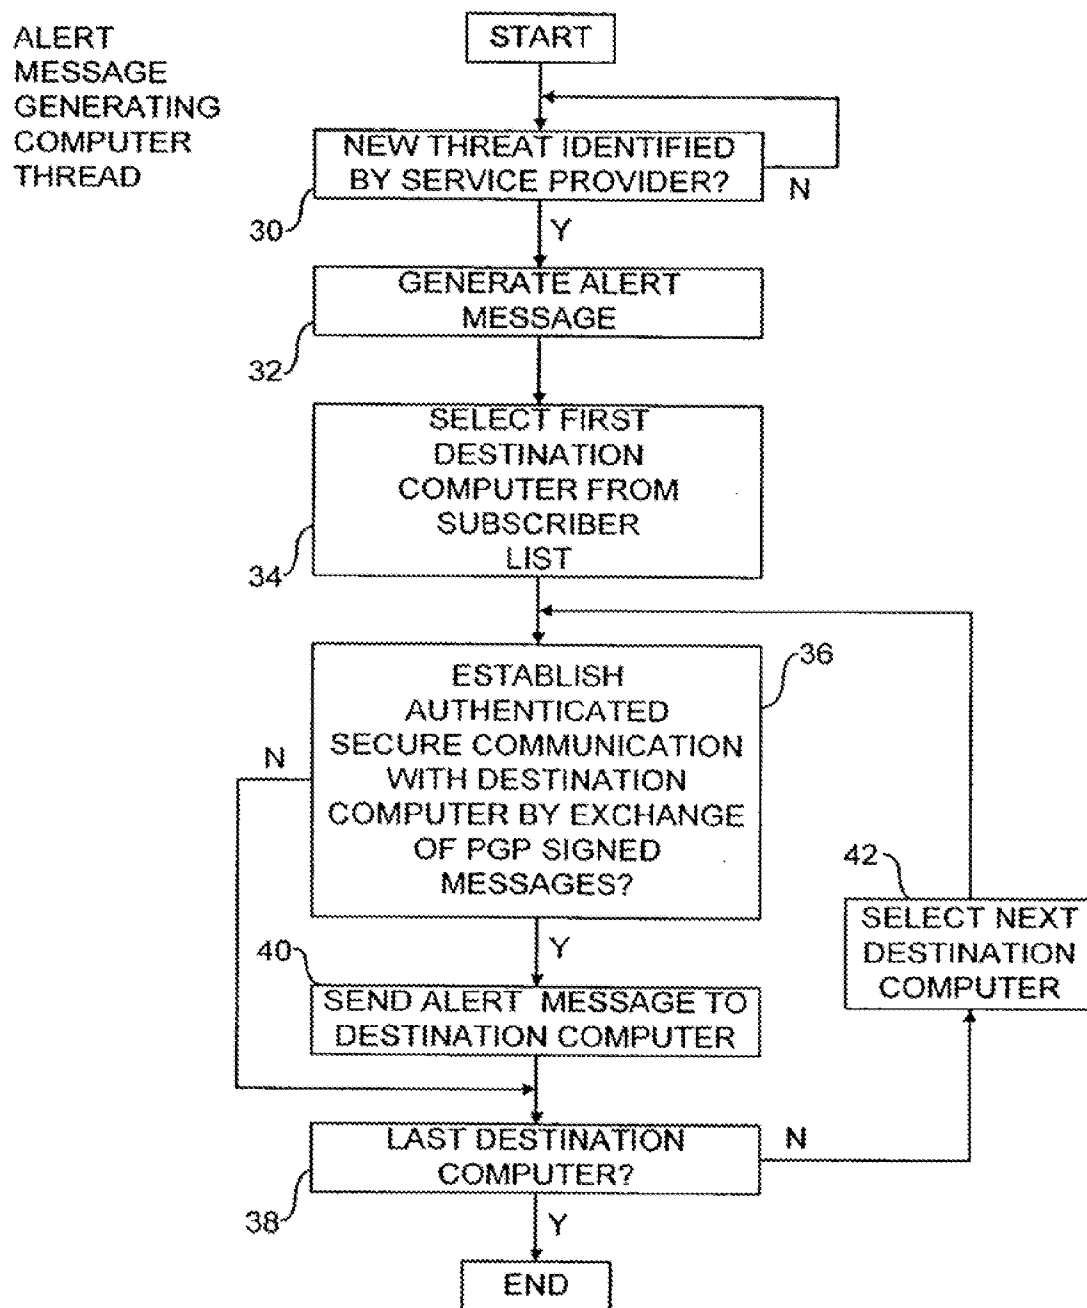 ALERT
MESSAGE
GENERATING
COMPUTER
THREAD
START
NEW THREAT IDENTIFIED
BY SERVICE PROVIDER?
N
30
Y
GENERATE ALERT
MESSAGE
32
SELECT FIRST
DESTINATION
COMPUTER FROM
SUBSCRIBER
LIST
34
36
ESTABLISH
AUTHENTICATED
SECURE COMMUNICATION
WITH DESTINATION
COMPUTER BY EXCHANGE
OF PGP SIGNED
MESSAGES?
N
42
SELECT NEXT
DESTINATION
COMPUTER
Y
40
SEND ALERT MESSAGE TO
DESTINATION COMPUTER
LAST DESTINATION
COMPUTER?
N
38
Y
END